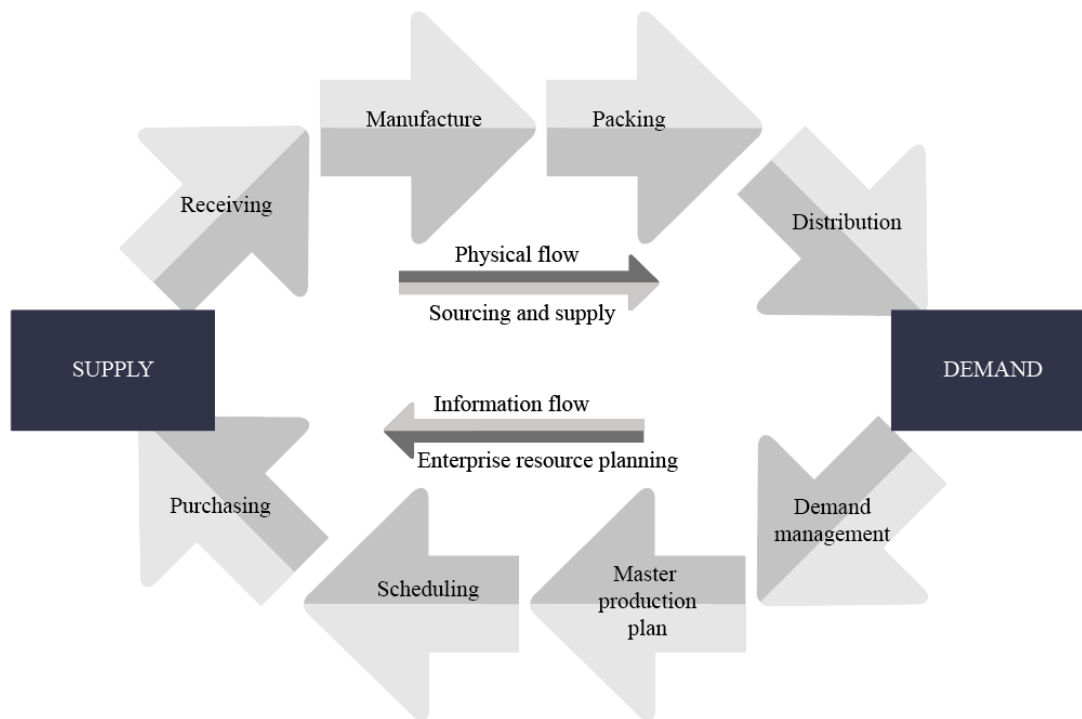 Manufacture
Packing
Receiving
Distribution
Physical flow
Sourcing and supply
SUPPLY
DEMAND
Information flow
Enterprise resource planning
Purchasing
Demand
management
Scheduling
Master
production
plan